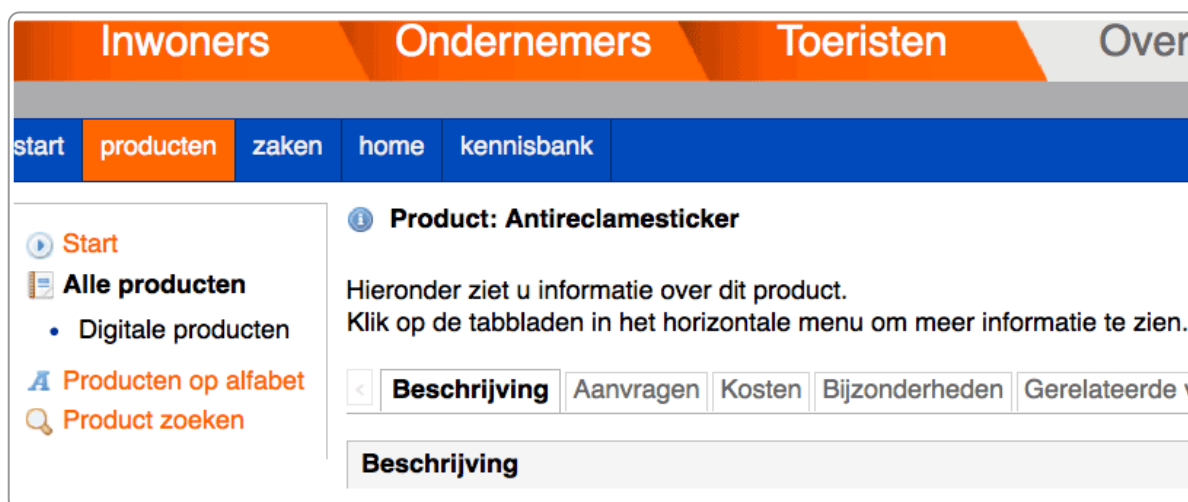 Inwoners Ondernemers Toeristen Over
start producten zaken home kennisbank
Start
Alle producten
• Digitale producten
Producten op alfabet
Product zoeken
Product: Antireclamesticker
Hieronder ziet u informatie over dit product.
Klik op de tabbladen in het horizontale menu om meer informatie te zien.
< Beschrijving Aanvragen Kosten Bijzonderheden Gerelateerde
Beschrijving